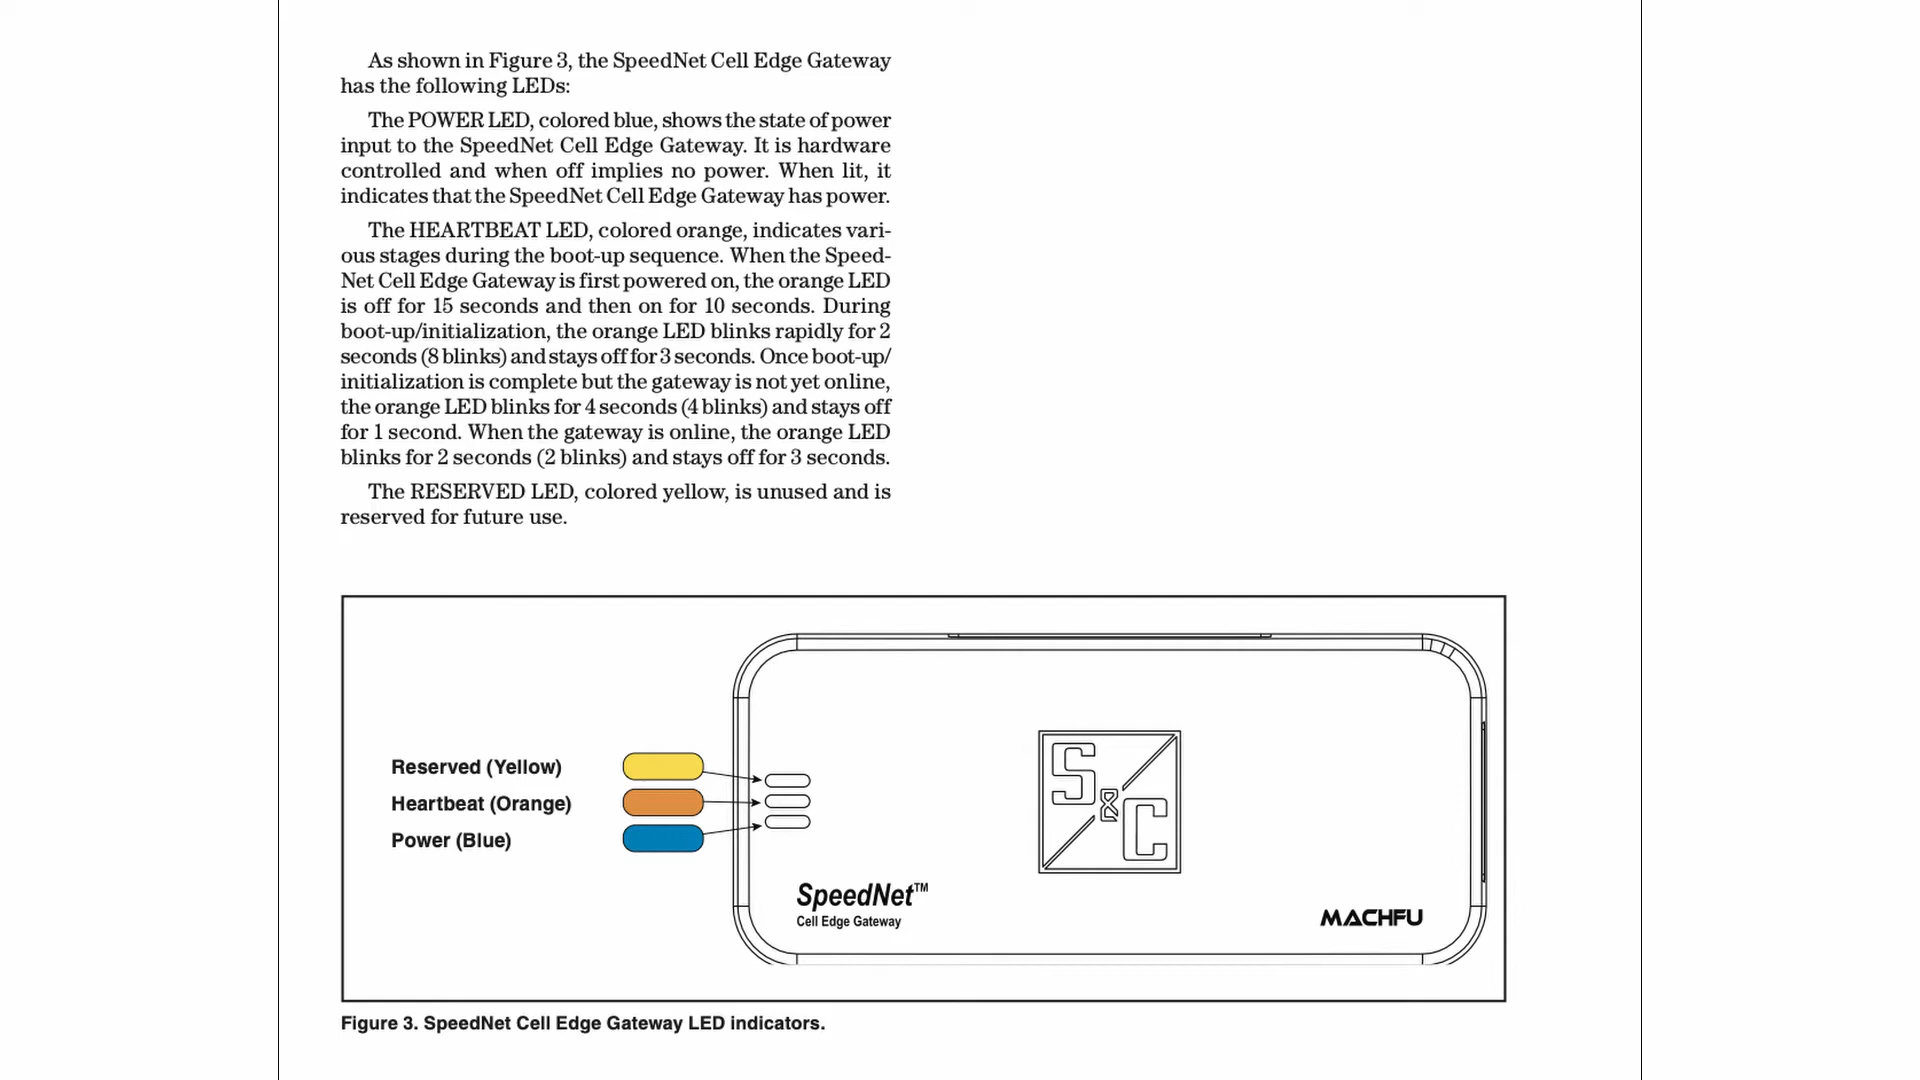 As shown in Figure 3, the SpeedNet Cell Edge Gateway
has the following LEDs:
The POWER LED, colored blue, shows the state of power
input to the SpeedNet Cell Edge Gateway. It is hardware
controlled and when off implies no power. When lit, it
indicates that the SpeedNet Cell Edge Gateway has power.
The HEARTBEAT LED, colored orange, indicates vari-
ous stages during the boot-up sequence. When the Speed-
Net Cell Edge Gateway is first powered on, the orange LED
is off for 15 seconds and then on for 10 seconds. During
boot-up/initialization, the orange LED blinks rapidly for 2
seconds (8 blinks) and stays off for 3 seconds. Once boot-up/
initialization is complete but the gateway is not yet online,
the orange LED blinks for 4 seconds (4 blinks) and stays off
for 1 second. When the gateway is online, the orange LED
blinks for 2 seconds (2 blinks) and stays off for 3 seconds.
The RESERVED LED, colored yellow, is unused and is
reserved for future use.
Reserved (Yellow)
Heartbeat (Orange)
Power (Blue)
S&C
SpeedNet™
Cell Edge Gateway
MACHFU
Figure 3. SpeedNet Cell Edge Gateway LED indicators.